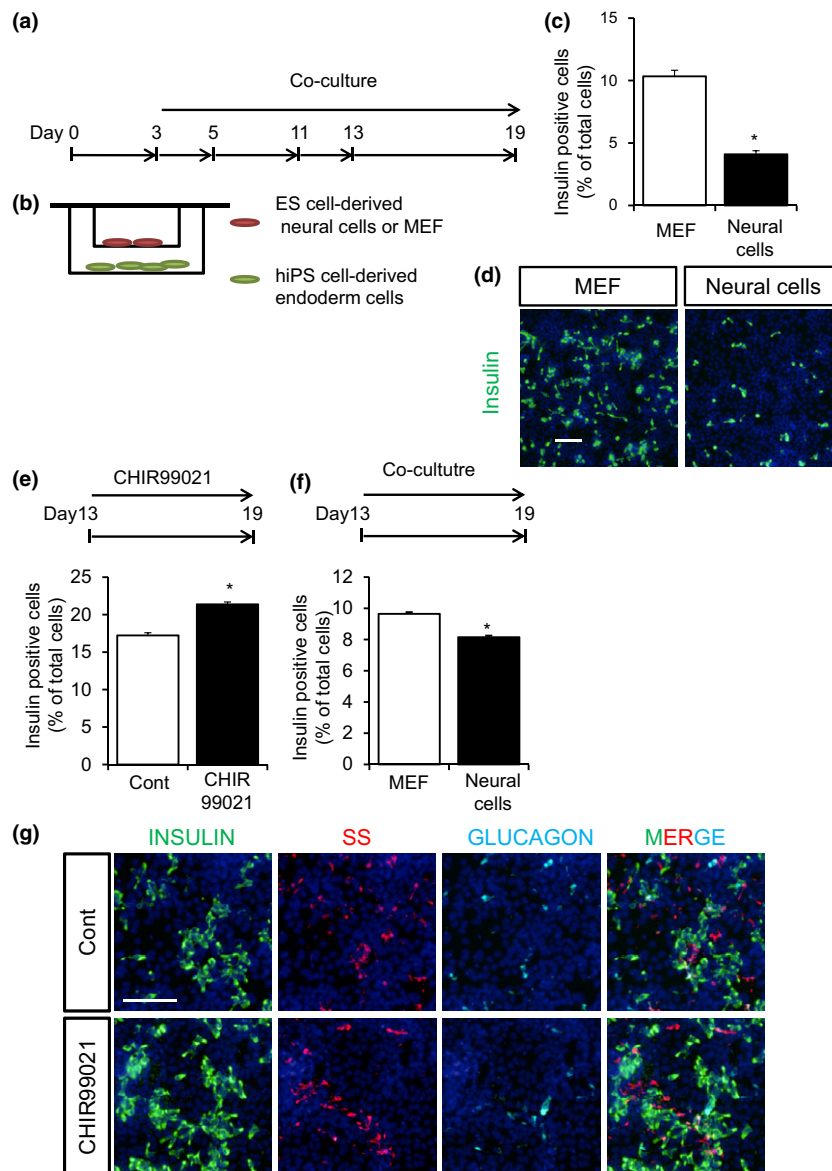 (a)
Co-culture
Day 0 3 5 11 13 19
(b)
ES cell-derived
neural cells or MEF
hiPS cell-derived
endoderm cells
(c)
Insulin positive cells
(% of total cells)
15
10
5
0
*
MEF
Neural
cells
(d)
MEF
Neural cells
Insulin
(e)
CHIR99021
Day13 19
Insulin positive cells
(% of total cells)
25
20
15
10
5
0
*
Cont
CHIR
99021
(f)
Co-cultutre
Day13 19
Insulin positive cells
(% of total cells)
12
10
8
6
4
2
0
*
MEF
Neural
cells
(g)
INSULIN SS GLUCAGON MERGE
Cont
CHIR99021